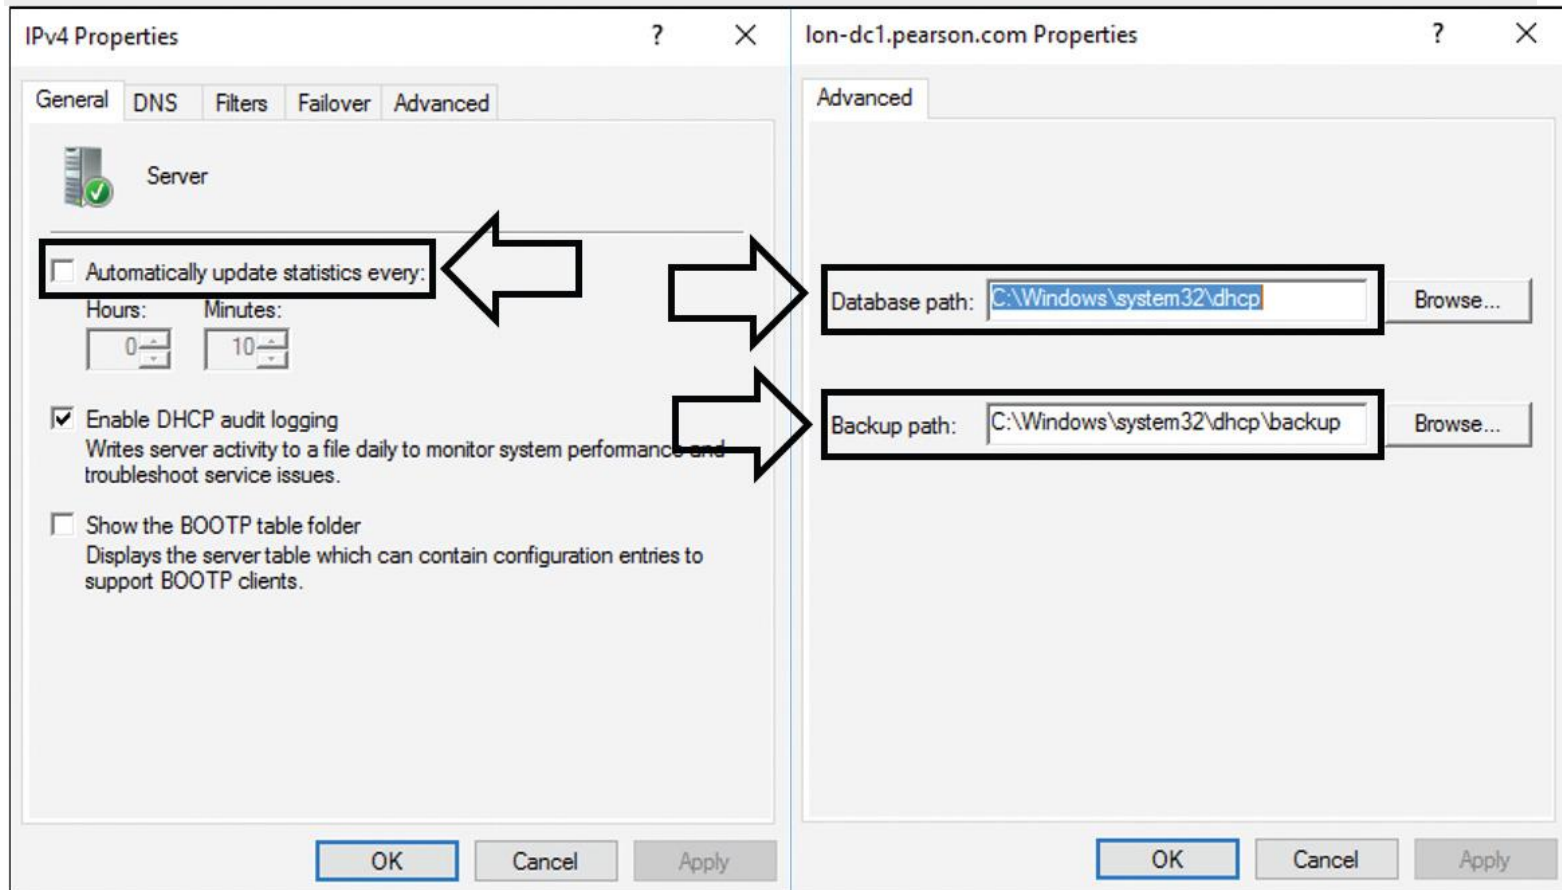 IPv4 Properties ? ✕
General DNS Filters Failover Advanced
Server
Automatically update statistics every:
Hours: Minutes:
0 10
Enable DHCP audit logging
Writes server activity to a file daily to monitor system performance and
troubleshoot service issues.
Show the BOOTP table folder
Displays the server table which can contain configuration entries to
support BOOTP clients.
OK Cancel Apply
lon-dc1.pearson.com Properties ? ✕
Advanced
Database path: C:\Windows\system32\dhcp Browse...
Backup path: C:\Windows\system32\dhcp\backup Browse...
OK Cancel Apply